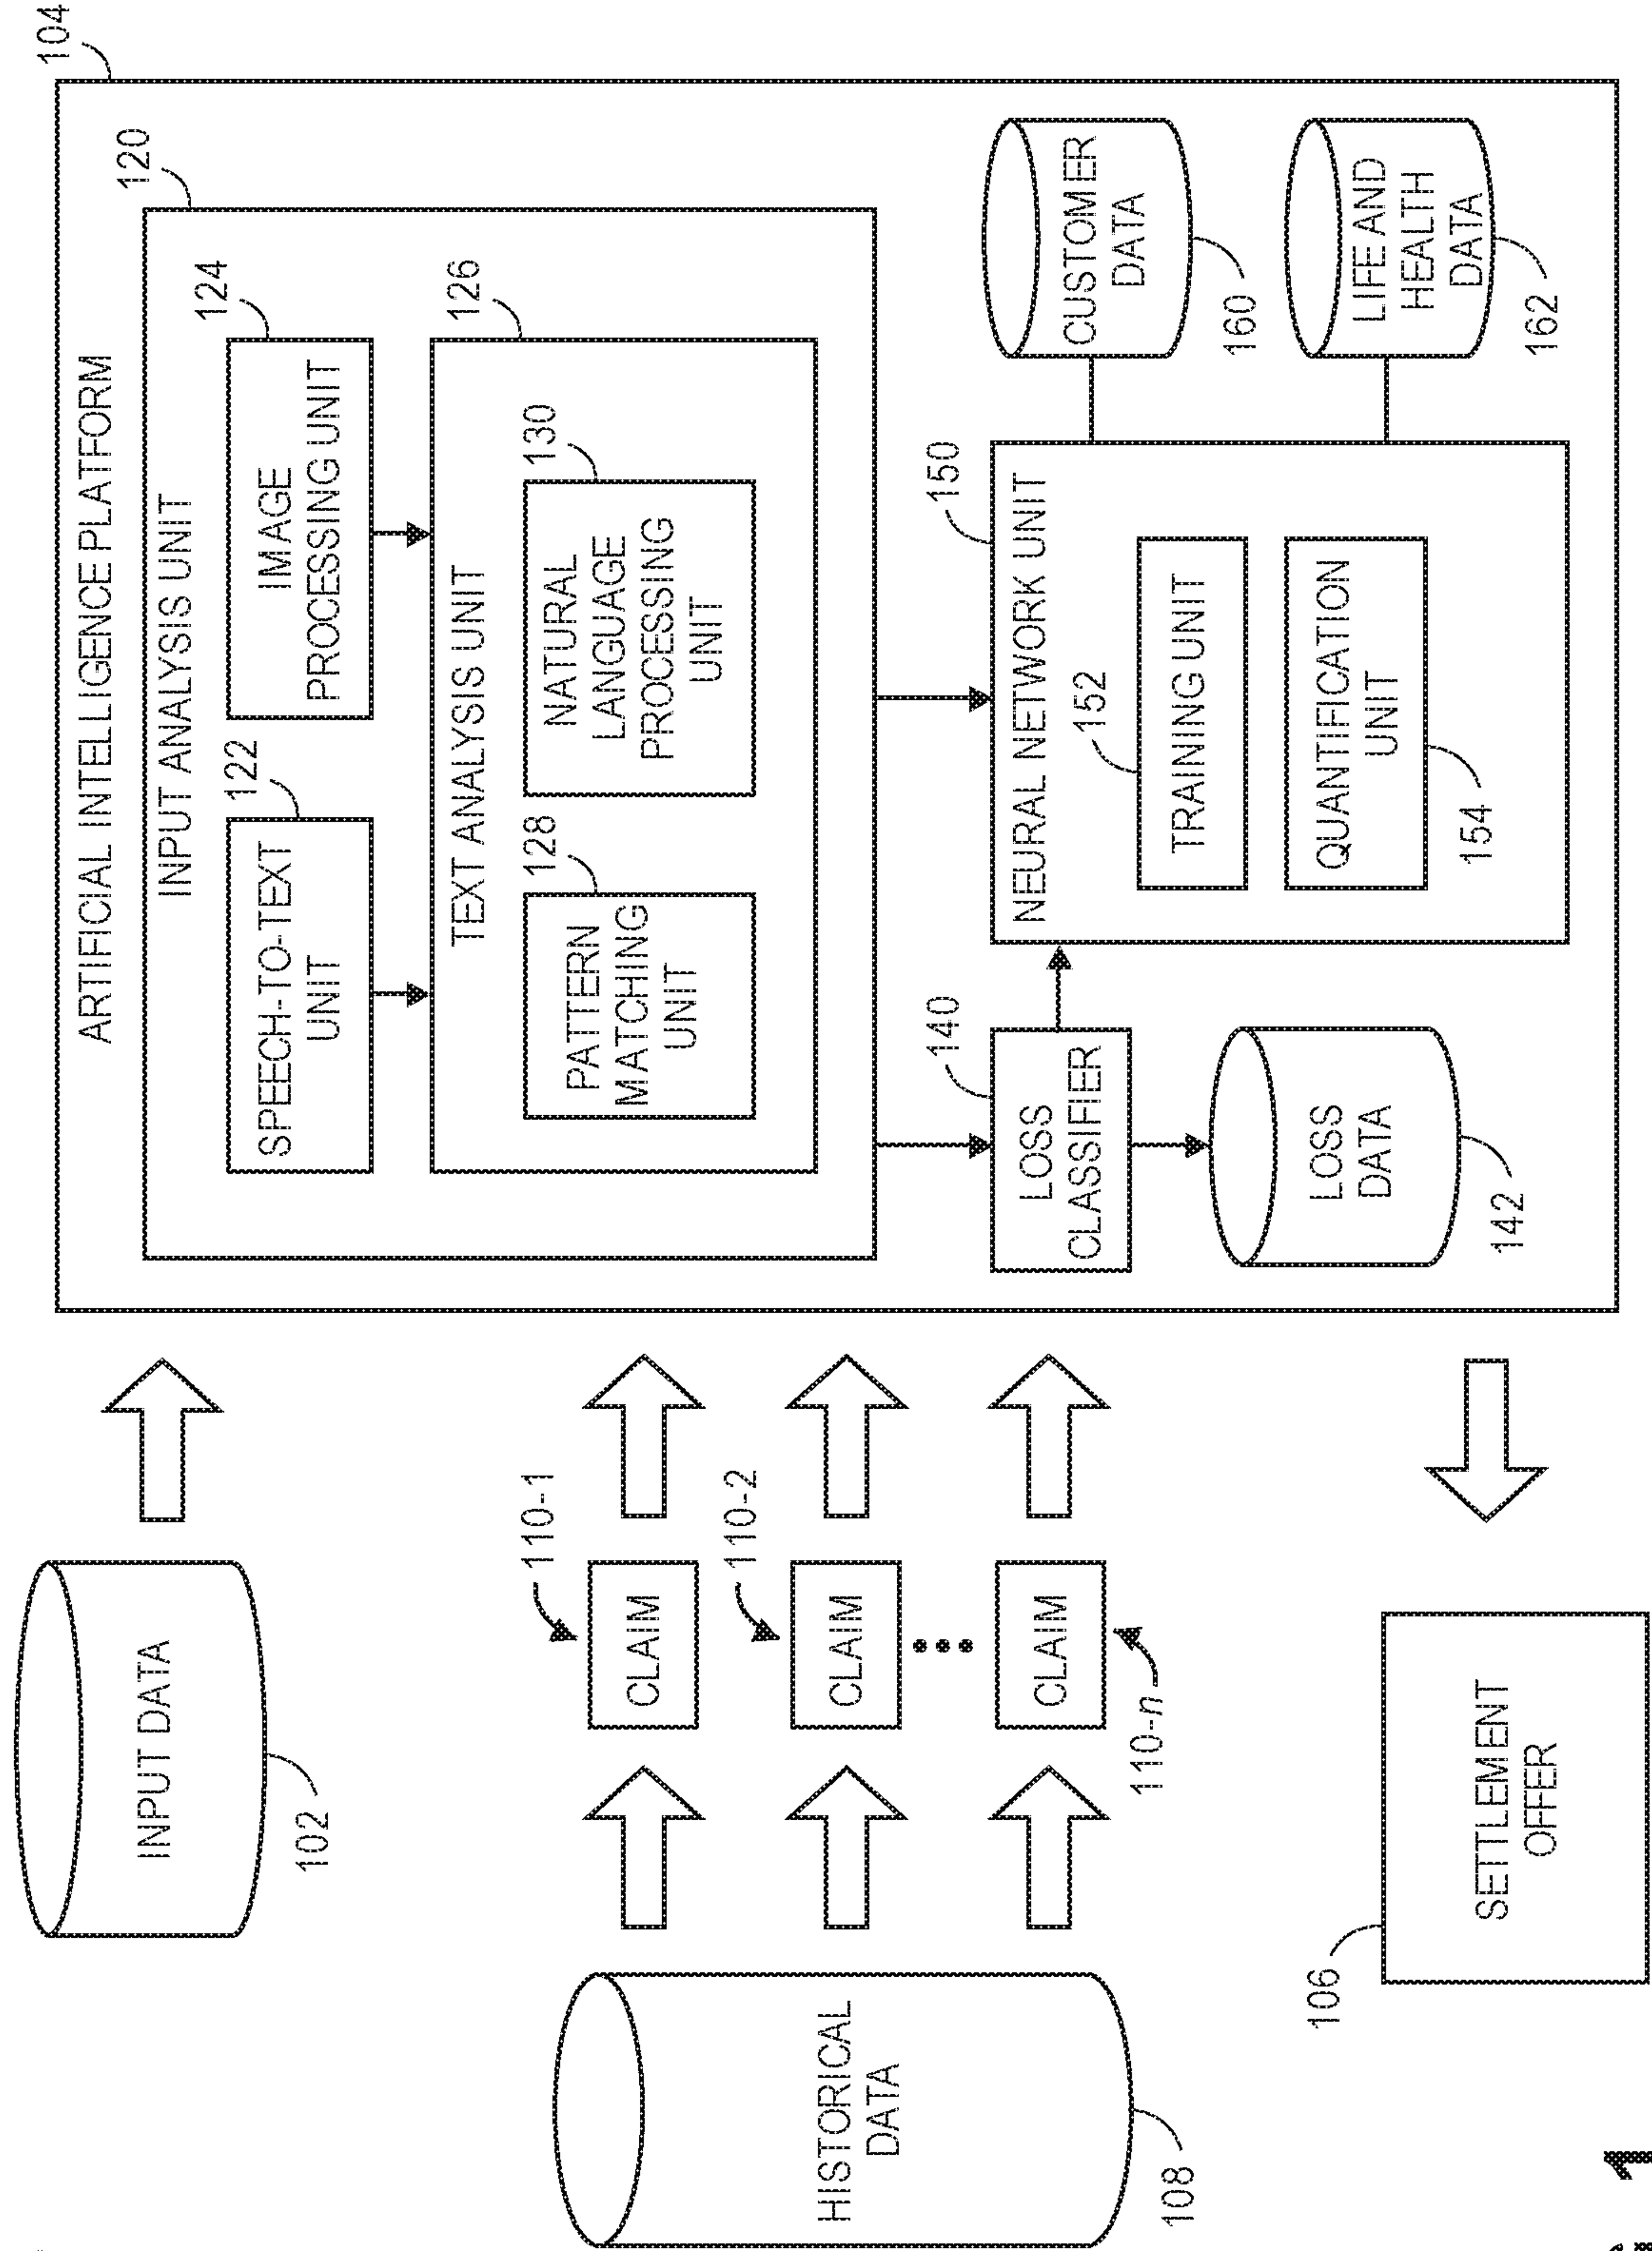 104
ARTIFICIAL INTELLIGENCE PLATFORM
120
INPUT ANALYSIS UNIT
122
SPEECH-TO-TEXT
UNIT
124
IMAGE
PROCESSING UNIT
126
TEXT ANALYSIS UNIT
128
PATTERN
MATCHING
UNIT
130
NATURAL
LANGUAGE
PROCESSING
UNIT
140
LOSS
CLASSIFIER
LOSS
DATA
142
150
NEURAL NETWORK UNIT
152
TRAINING UNIT
QUANTIFICATION
UNIT
154
CUSTOMER
DATA
160
LIFE AND
HEALTH
DATA
162
INPUT DATA
102
HISTORICAL
DATA
108
110-1
CLAIM
110-2
CLAIM
CLAIM
110-n
106
SETTLEMENT
OFFER
1